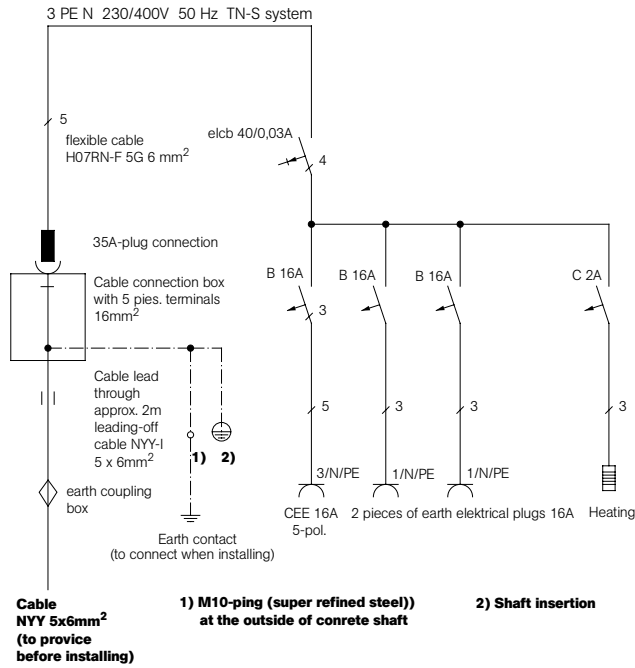 3 PE N 230/400V 50 Hz TN-S system
5
flexible cable
H07RN-F 5G 6 mm²
elcb 40/0,03A
4
35A-plug connection
Cable connection box
with 5 pies. terminals
16mm²
B 16A
B 16A
B 16A
C 2A
3
Cable lead
through
approx. 2m
leading-off
cable NYY-I
5 x 6mm²
1)
2)
5
3
3
3
earth coupling
box
3/N/PE
1/N/PE
1/N/PE
CEE 16A
5-pol.
2 pieces of earth elektrical plugs 16A
Heating
Earth contact
(to connect when installing)
Cable
NYY 5x6mm²
(to provice
before installing)
1) M10-ping (super refined steel))
at the outside of conrete shaft
2) Shaft insertion